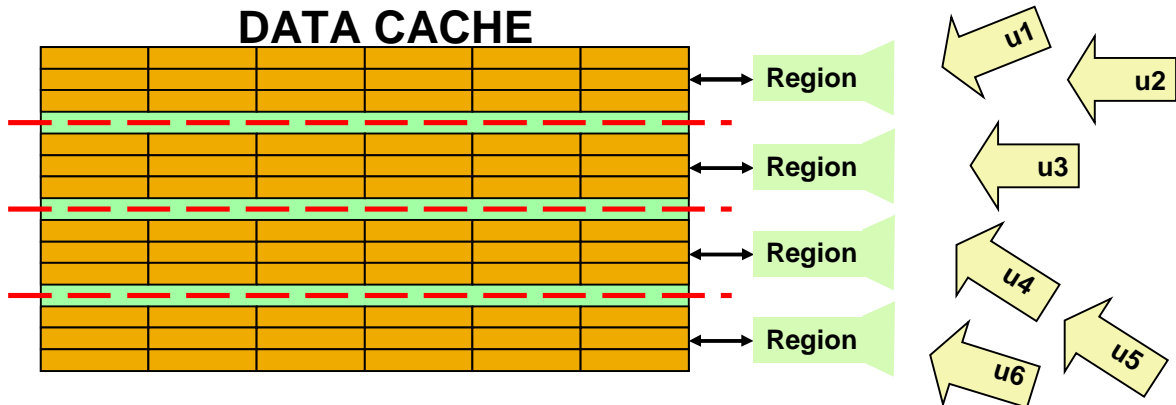 DATA CACHE
Region
u1
u2
Region
u3
Region
u4
Region
u5
u6